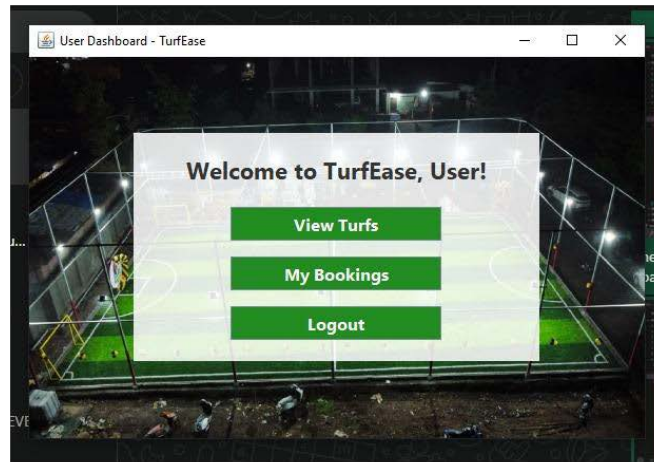 User Dashboard - TurfEase
Welcome to TurfEase, User!
View Turfs
My Bookings
Logout